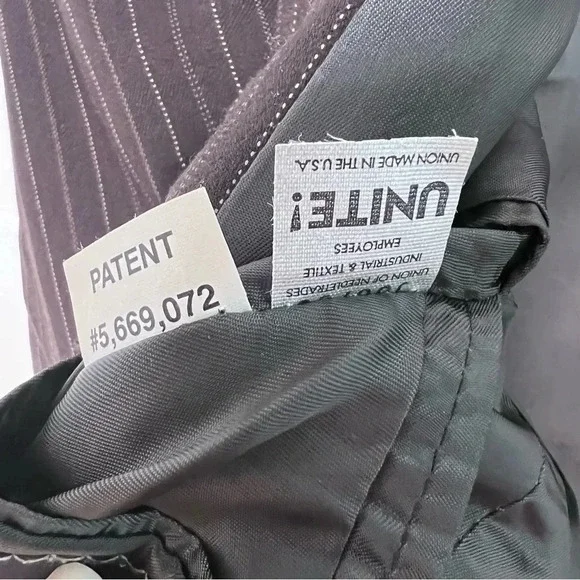 PATENT
#5,669,072
UNION OF NEEDLETRADES
INDUSTRIAL & TEXTILE
EMPLOYEES
UNITE!
UNION MADE IN THE U.S.A.